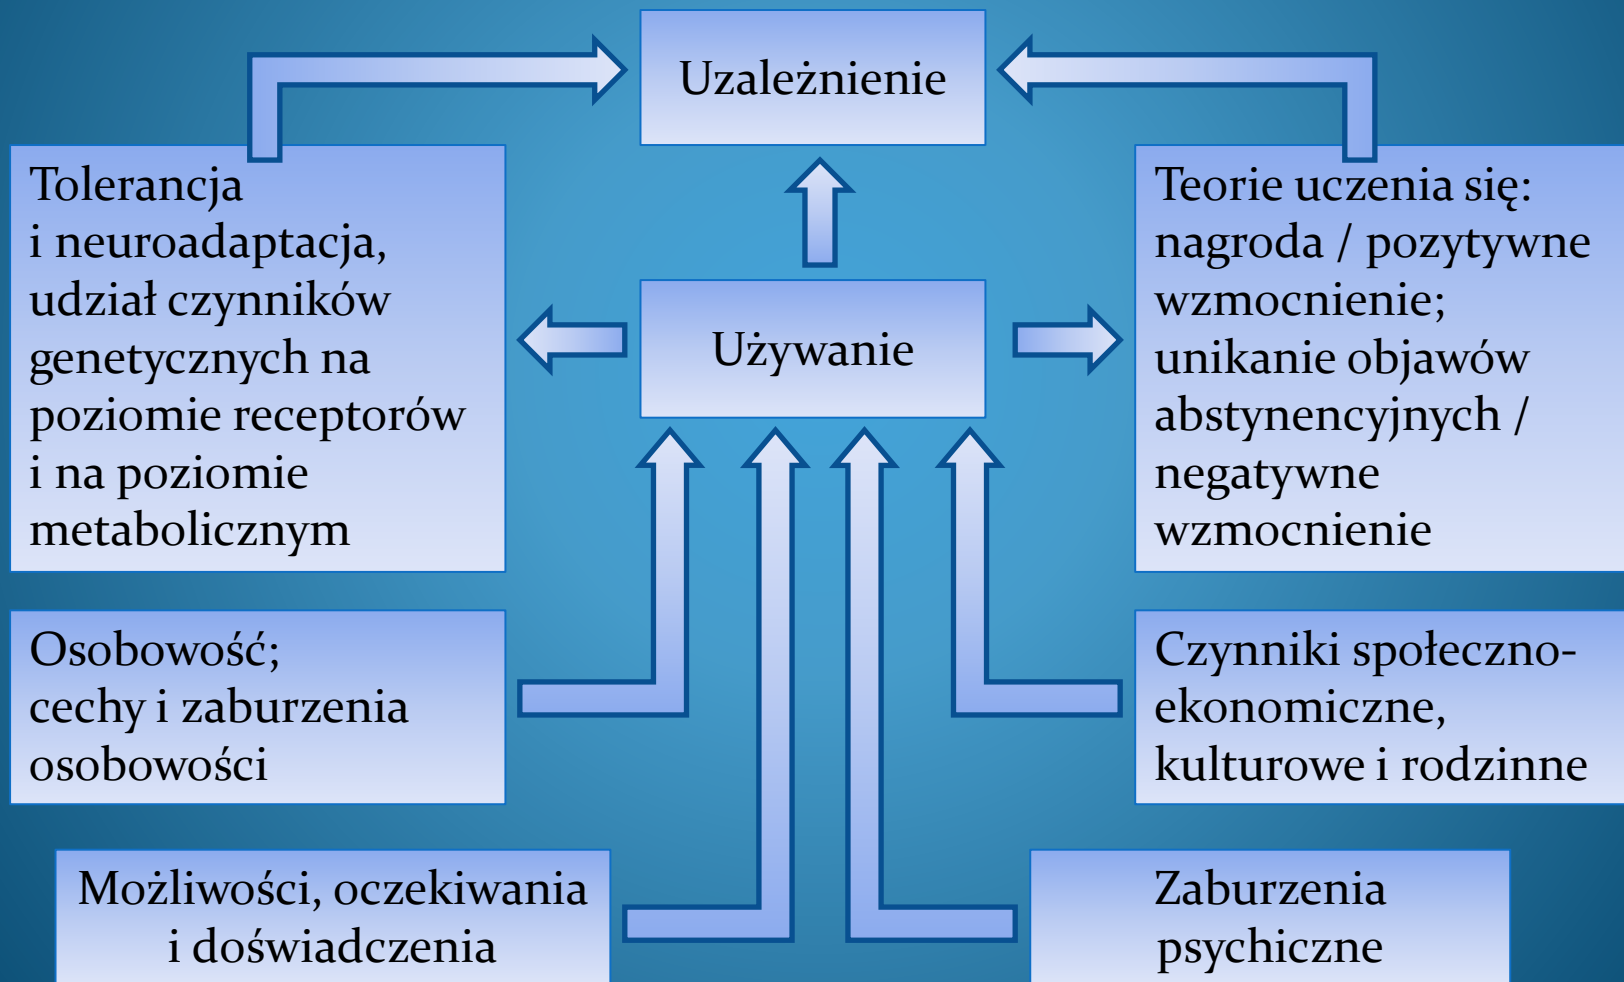 Uzależnienie
Tolerancja
i neuroadaptacja,
udział czynników
genetycznych na
poziomie receptorów
i na poziomie
metabolicznym
Używanie
Teorie uczenia się:
nagroda / pozytywne
wzmocnienie;
unikanie objawów
abstynencyjnych /
negatywne
wzmocnienie
Osobowość;
cechy i zaburzenia
osobowości
Czynniki społeczno-
ekonomiczne,
kulturowe i rodzinne
Możliwości, oczekiwania
i doświadczenia
Zaburzenia
psychiczne